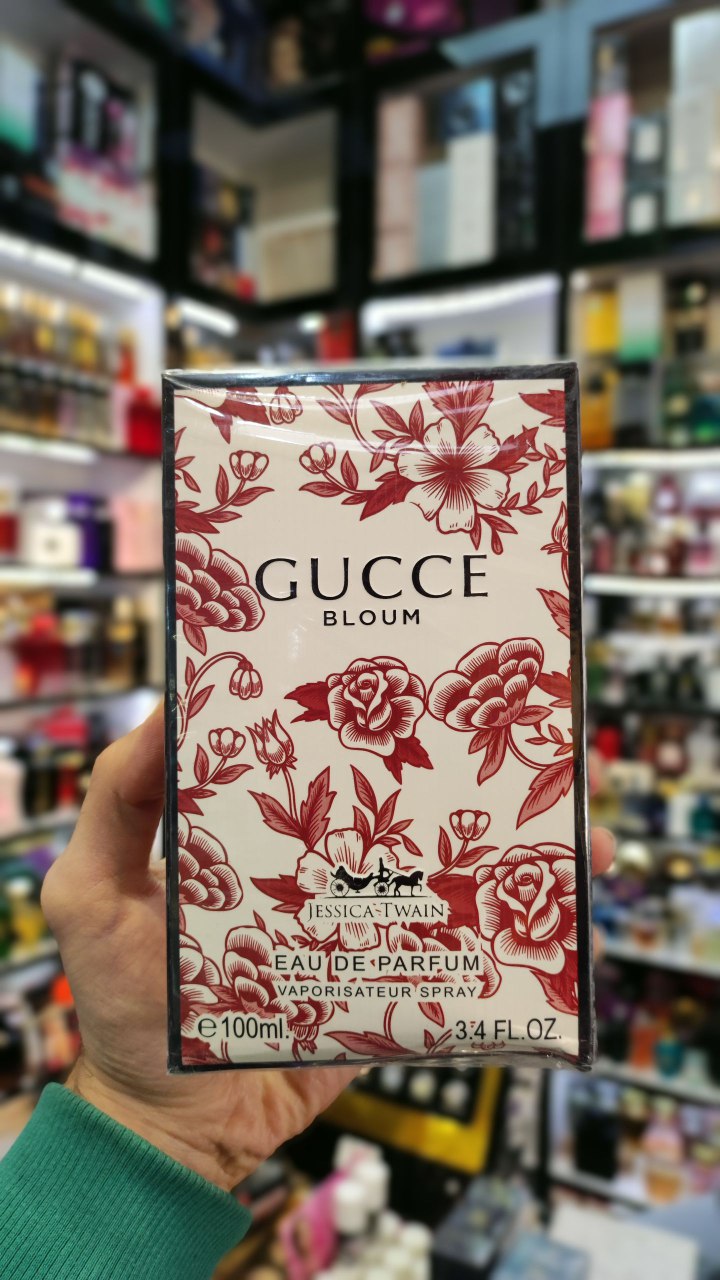 GUCCE
BLOUM
JESSICA-TWAIN
EAU DE PARFUM
VAPORISATEUR SPRAY
℮100ml.
3.4 FL.OZ.